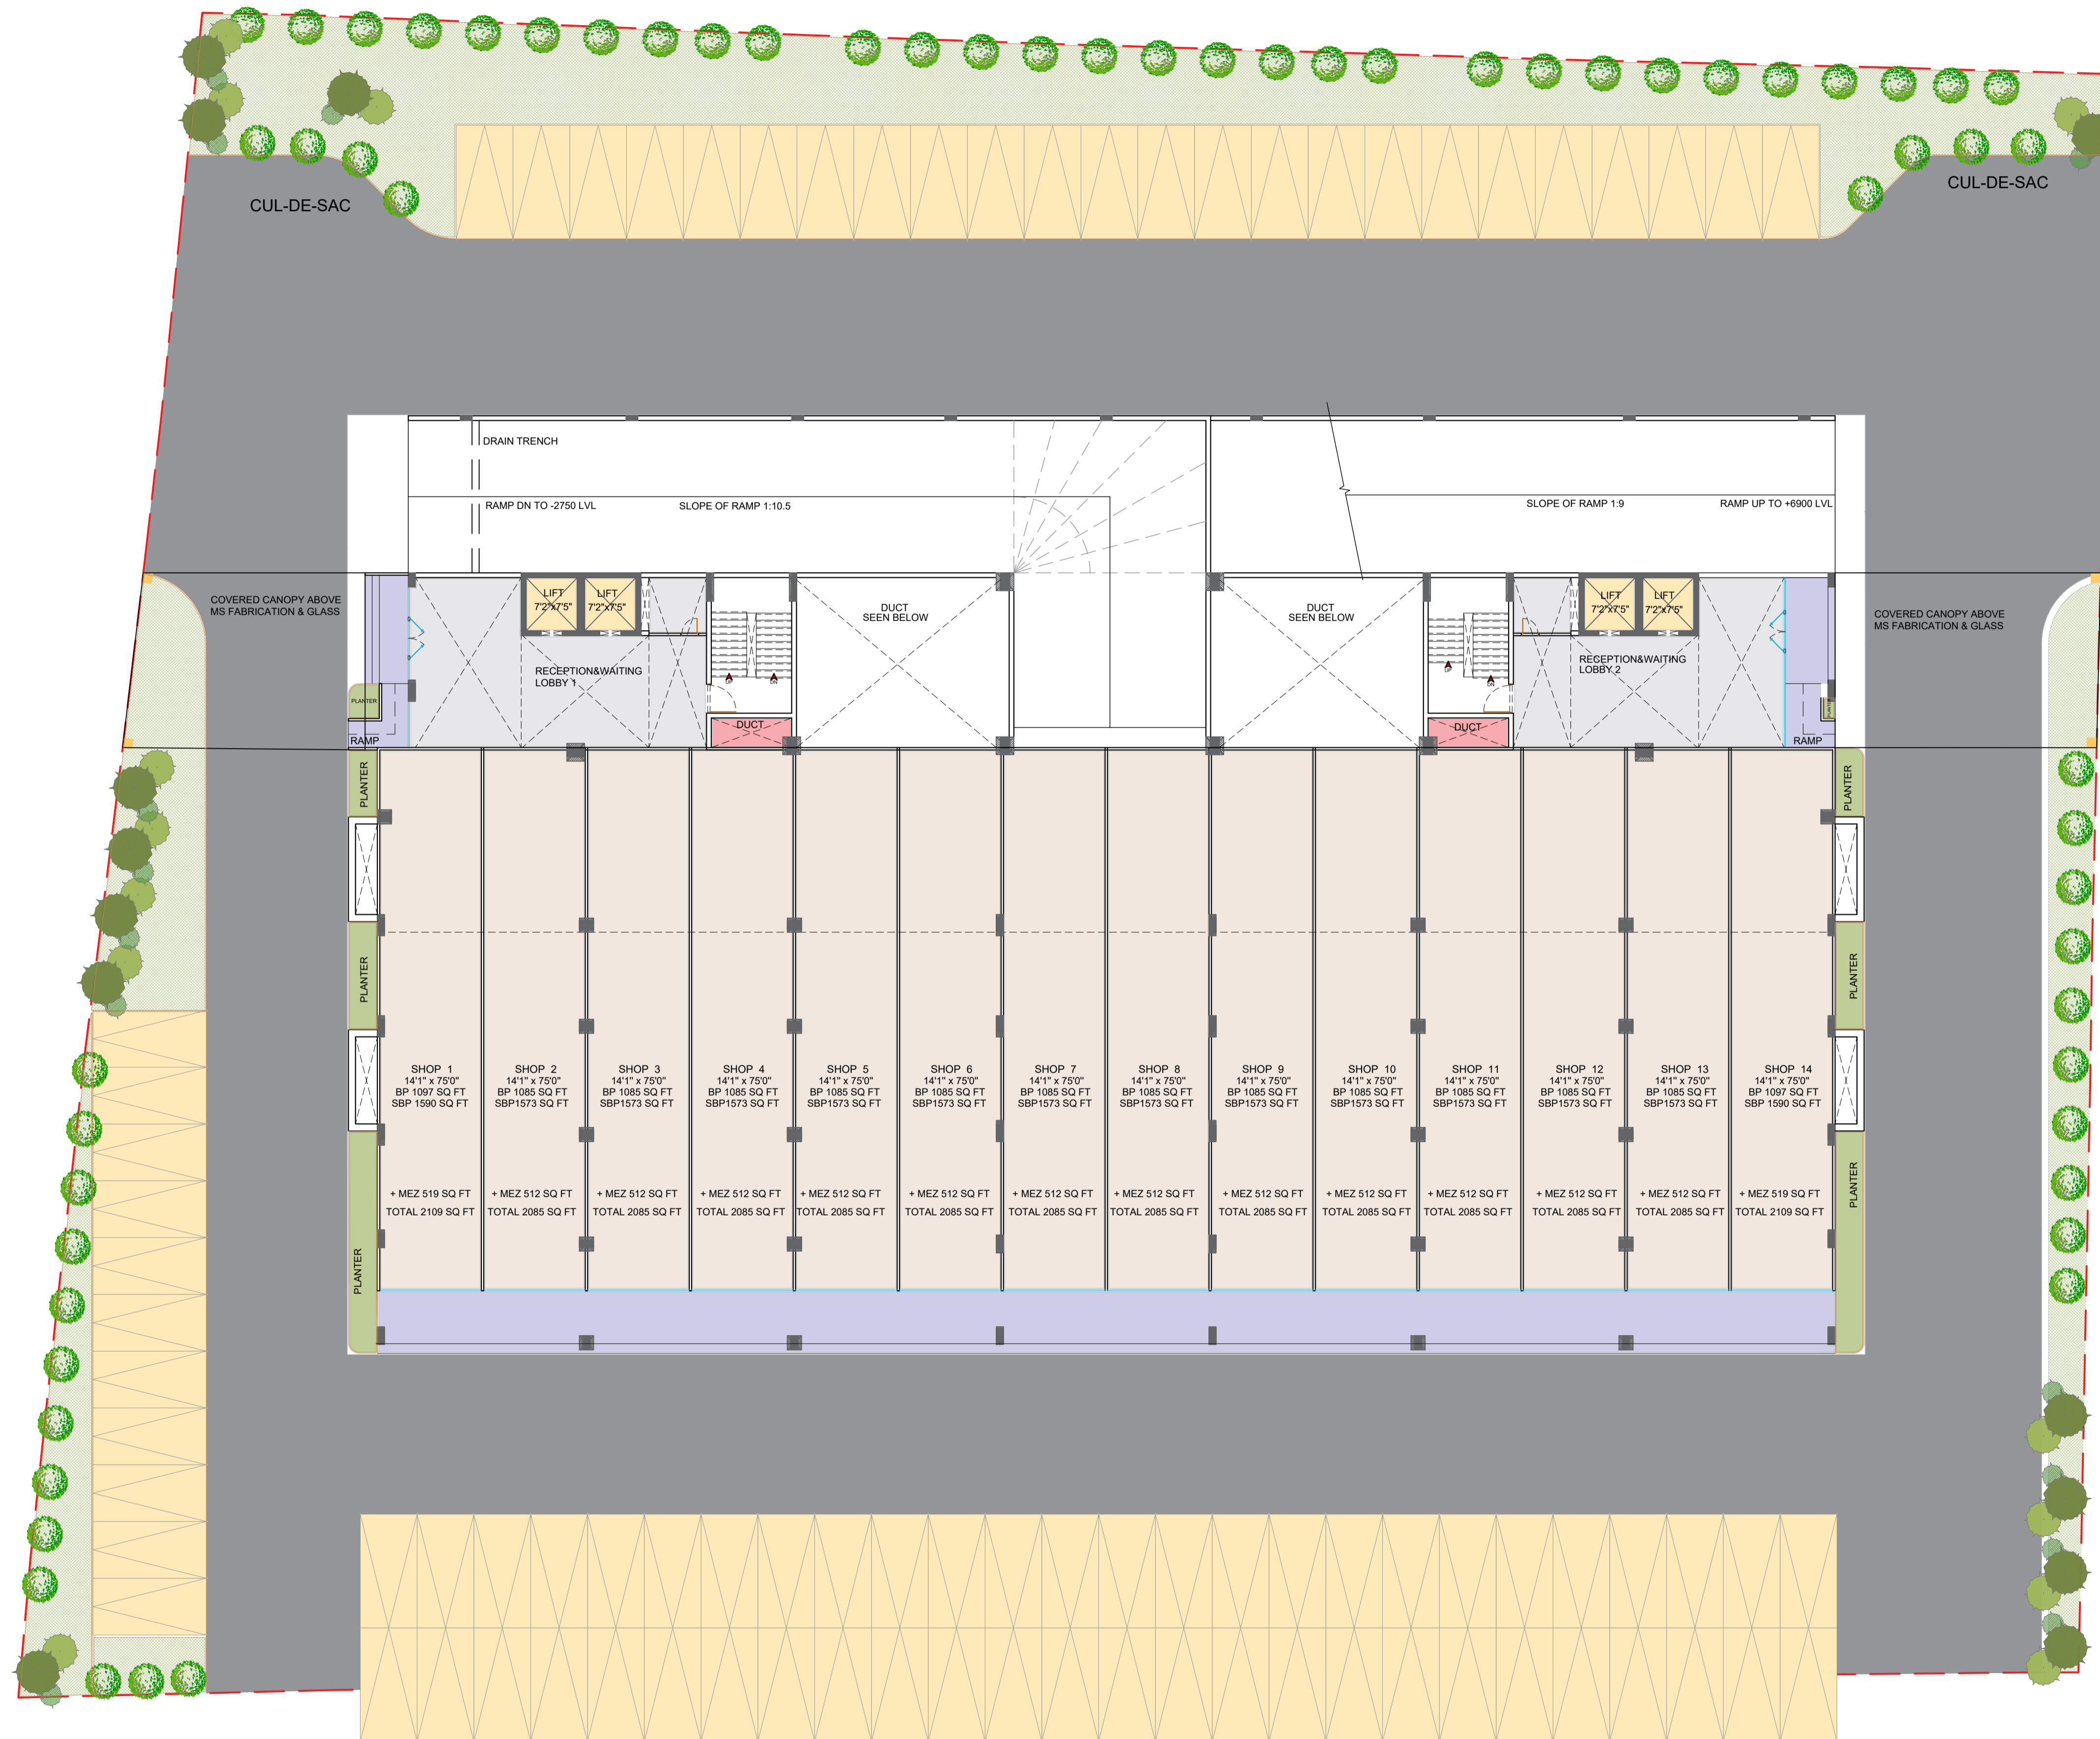 CUL-DE-SAC
CUL-DE-SAC
DRAIN TRENCH
RAMP DN TO -2750 LVL
SLOPE OF RAMP 1:10.5
SLOPE OF RAMP 1:9
RAMP UP TO +6900 LVL
COVERED CANOPY ABOVE
MS FABRICATION & GLASS
LIFT
7'2"x7'5"
LIFT
7'2"x7'5"
DUCT
SEEN BELOW
DUCT
SEEN BELOW
LIFT
7'2"x7'5"
LIFT
7'2"x7'5"
COVERED CANOPY ABOVE
MS FABRICATION & GLASS
RECEPTION&WAITING
LOBBY 1
UP
DN
UP
DN
RECEPTION&WAITING
LOBBY 2
PLANTER
PLANTER
RAMP
DUCT
DUCT
RAMP
PLANTER
PLANTER
PLANTER
PLANTER
SHOP 1
14'1" x 75'0"
BP 1097 SQ FT
SBP 1590 SQ FT
+ MEZ 519 SQ FT
TOTAL 2109 SQ FT
SHOP 2
14'1" x 75'0"
BP 1085 SQ FT
SBP1573 SQ FT
+ MEZ 512 SQ FT
TOTAL 2085 SQ FT
SHOP 3
14'1" x 75'0"
BP 1085 SQ FT
SBP1573 SQ FT
+ MEZ 512 SQ FT
TOTAL 2085 SQ FT
SHOP 4
14'1" x 75'0"
BP 1085 SQ FT
SBP1573 SQ FT
+ MEZ 512 SQ FT
TOTAL 2085 SQ FT
SHOP 5
14'1" x 75'0"
BP 1085 SQ FT
SBP1573 SQ FT
+ MEZ 512 SQ FT
TOTAL 2085 SQ FT
SHOP 6
14'1" x 75'0"
BP 1085 SQ FT
SBP1573 SQ FT
+ MEZ 512 SQ FT
TOTAL 2085 SQ FT
SHOP 7
14'1" x 75'0"
BP 1085 SQ FT
SBP1573 SQ FT
+ MEZ 512 SQ FT
TOTAL 2085 SQ FT
SHOP 8
14'1" x 75'0"
BP 1085 SQ FT
SBP1573 SQ FT
+ MEZ 512 SQ FT
TOTAL 2085 SQ FT
SHOP 9
14'1" x 75'0"
BP 1085 SQ FT
SBP1573 SQ FT
+ MEZ 512 SQ FT
TOTAL 2085 SQ FT
SHOP 10
14'1" x 75'0"
BP 1085 SQ FT
SBP1573 SQ FT
+ MEZ 512 SQ FT
TOTAL 2085 SQ FT
SHOP 11
14'1" x 75'0"
BP 1085 SQ FT
SBP1573 SQ FT
+ MEZ 512 SQ FT
TOTAL 2085 SQ FT
SHOP 12
14'1" x 75'0"
BP 1085 SQ FT
SBP1573 SQ FT
+ MEZ 512 SQ FT
TOTAL 2085 SQ FT
SHOP 13
14'1" x 75'0"
BP 1085 SQ FT
SBP1573 SQ FT
+ MEZ 512 SQ FT
TOTAL 2085 SQ FT
SHOP 14
14'1" x 75'0"
BP 1097 SQ FT
SBP 1590 SQ FT
+ MEZ 519 SQ FT
TOTAL 2109 SQ FT
PLANTER
PLANTER